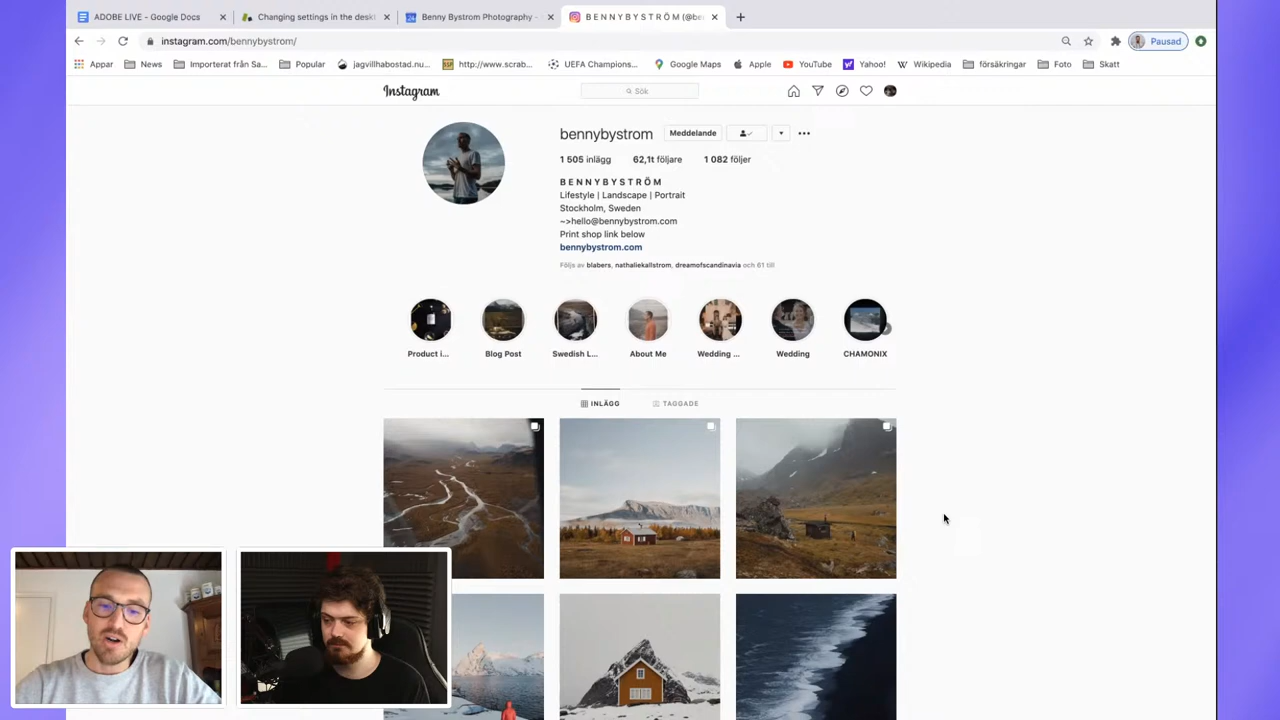 ADOBE LIVE - Google Docs
Changing settings in the deskt
Benny Bystrom Photography -
B E N N Y B Y S T R Ö M (@be
instagram.com/bennybystrom/
Pausad
Appar
News
Importerat från Sa...
Popular
jagvillhabostad.nu...
http://www.scrab...
UEFA Champions...
Google Maps
Apple
YouTube
Yahoo!
Wikipedia
försäkringar
Foto
Skatt
Instagram
Sök
bennybystrom
Meddelande
1 505 inlägg
62,1t följare
1 082 följer
B E N N Y B Y S T R Ö M
Lifestyle | Landscape | Portrait
Stockholm, Sweden
~>hello@bennybystrom.com
Print shop link below
bennybystrom.com
Följs av blabers, nathaliekallstrom, dreamofscandinavia och 61 till
Product i...
Blog Post
Swedish L...
About Me
Wedding ...
Wedding
CHAMONIX
INLÄGG
TAGGADE